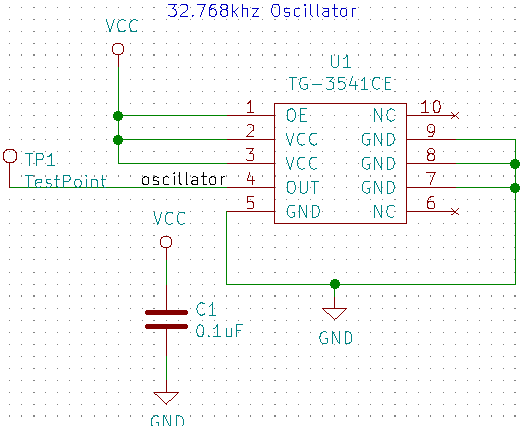 32.768khz Oscillator
VCC
U1
TG-3541CE
1 OE NC 10
2 VCC GND 9
3 VCC GND 8
TP1
TestPoint
oscillator 4 OUT GND 7
5 GND NC 6
VCC
C1
0.1uF
GND
GND